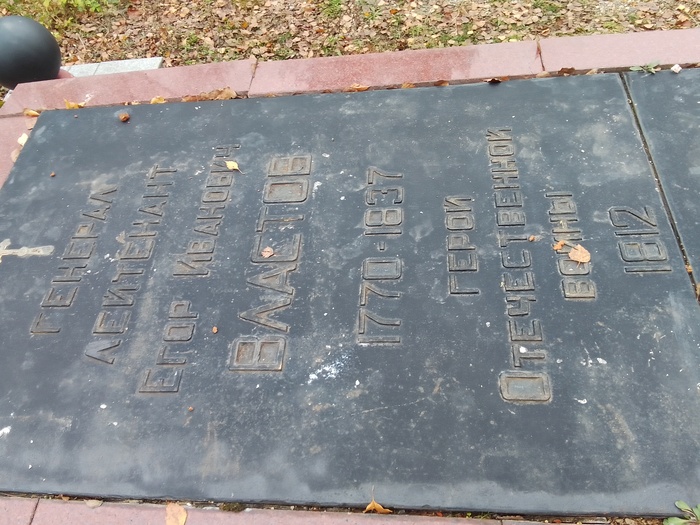 ГЕНЕРАЛ
ЛЕЙТЕНАНТ
ЕГОР ИВАНОВИЧ
ВЛАСТОВ
1770-1837
ГЕРОЙ
ОТЕЧЕСТВЕННОЙ
ВОЙНЫ
1812